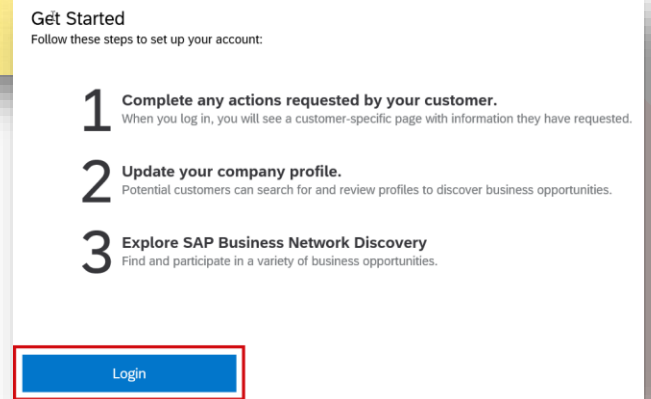 Get Started
Follow these steps to set up your account:
1 Complete any actions requested by your customer.
When you log in, you will see a customer-specific page with information they have requested.
2 Update your company profile.
Potential customers can search for and review profiles to discover business opportunities.
3 Explore SAP Business Network Discovery
Find and participate in a variety of business opportunities.
Login